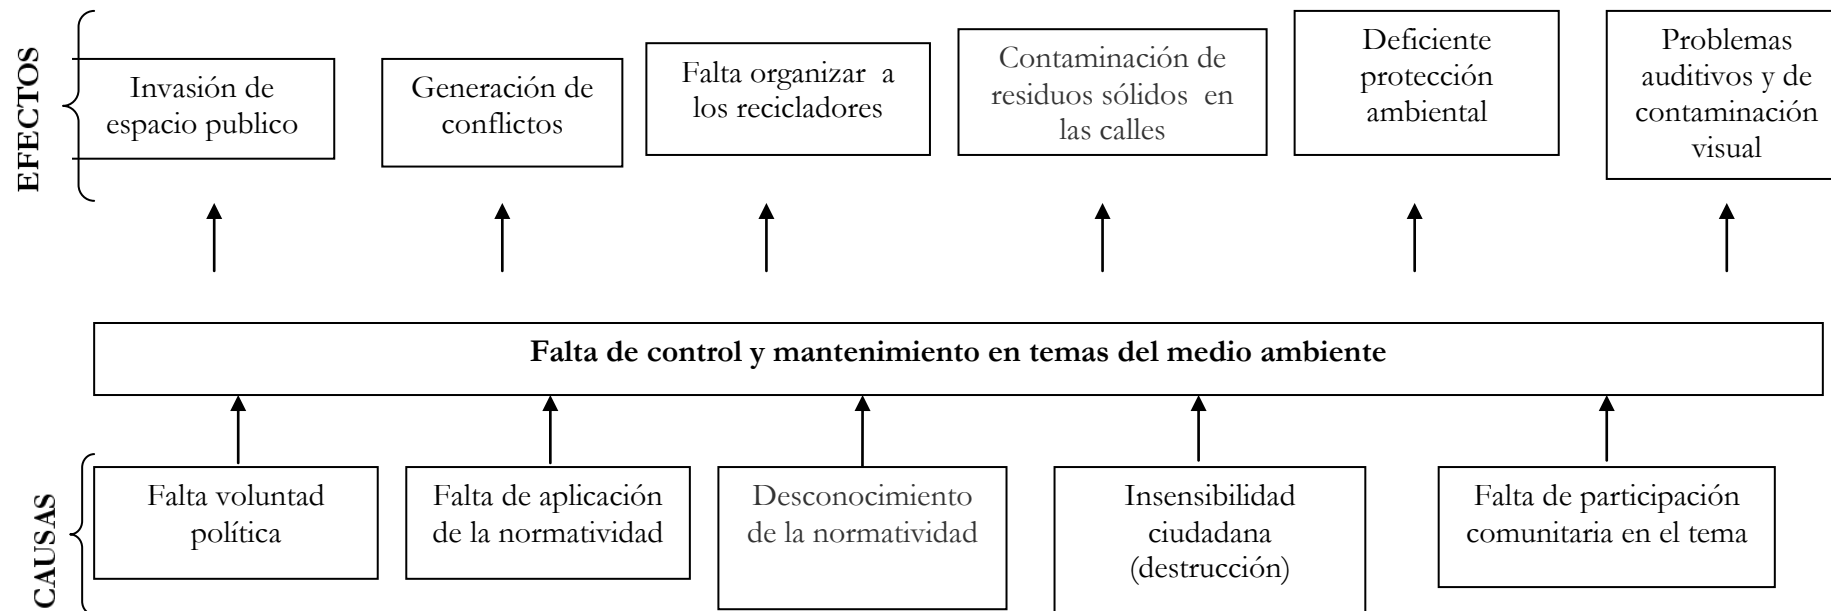 EFECTOS
Invasión de
espacio publico
Generación de
conflictos
Falta organizar  a
los recicladores
Contaminación de
residuos sólidos  en
las calles
Deficiente
protección
ambiental
Problemas
auditivos y de
contaminación
visual
Falta de control y mantenimiento en temas del medio ambiente
CAUSAS
Falta voluntad
política
Falta de aplicación
de la normatividad
Desconocimiento
de la normatividad
Insensibilidad
ciudadana
(destrucción)
Falta de participación
comunitaria en el tema